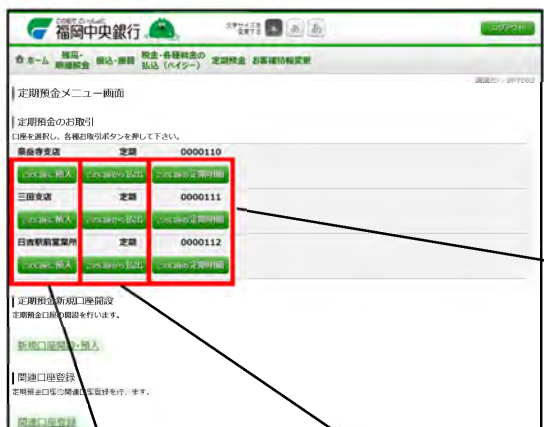 福岡中央銀行
文字サイズを変更する 小 あ あ
ログアウト
ホーム 残高・明細照会 振込・振替 税金・各種料金の払込（ペイジー） 定期預金 お客様情報変更
定期預金メニュー画面
定期預金のお取引
口座を選択し、各種お取引ボタンを押して下さい。
泉岳寺支店 定期 0000110
この口座に預入 この口座から払出 この口座の定期明細
三田支店 定期 0000111
この口座に預入 この口座から払出 この口座の定期明細
日吉駅前営業所 定期 0000112
この口座に預入 この口座から払出 この口座の定期明細
定期預金新規口座開設
定期預金口座の開設を行います。
新規口座開設・預入
関連口座登録
定期預金口座の関連口座登録を行います。
関連口座登録